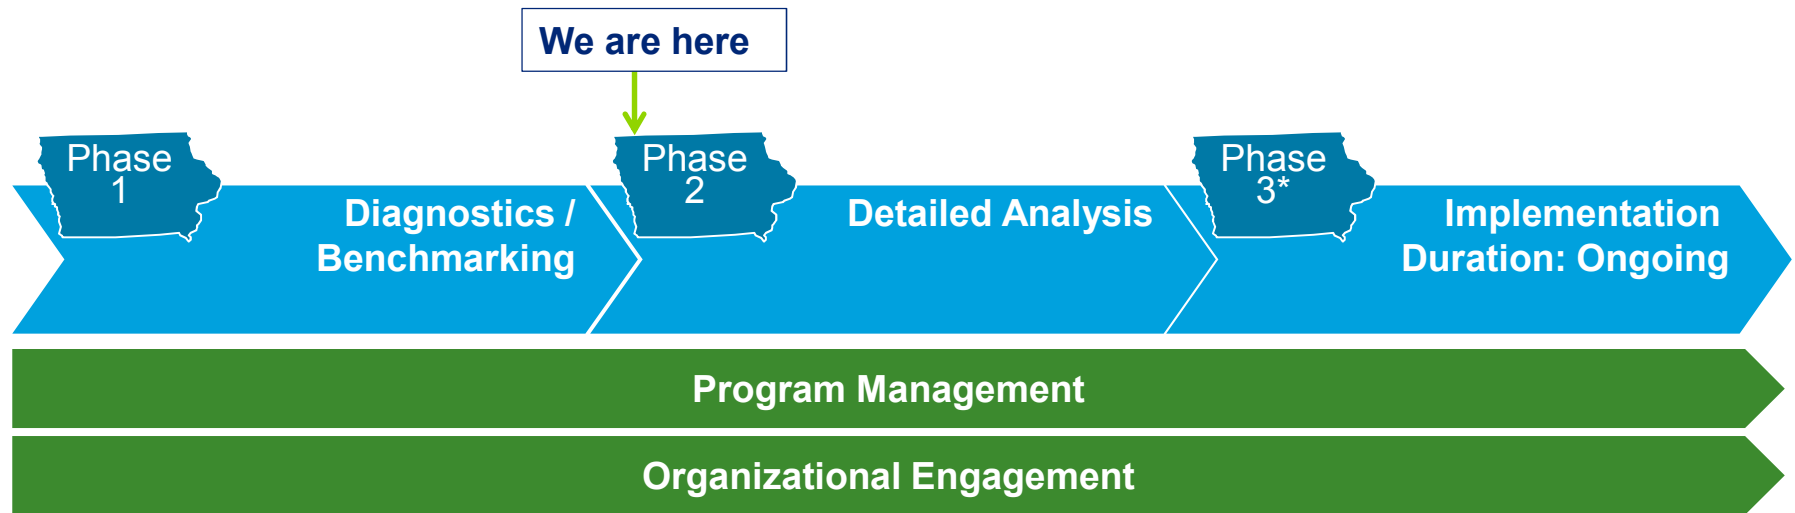 We are here
Phase
1
Diagnostics /
Benchmarking
Phase
2
Detailed Analysis
Phase
3*
Implementation
Duration: Ongoing
Program Management
Organizational Engagement